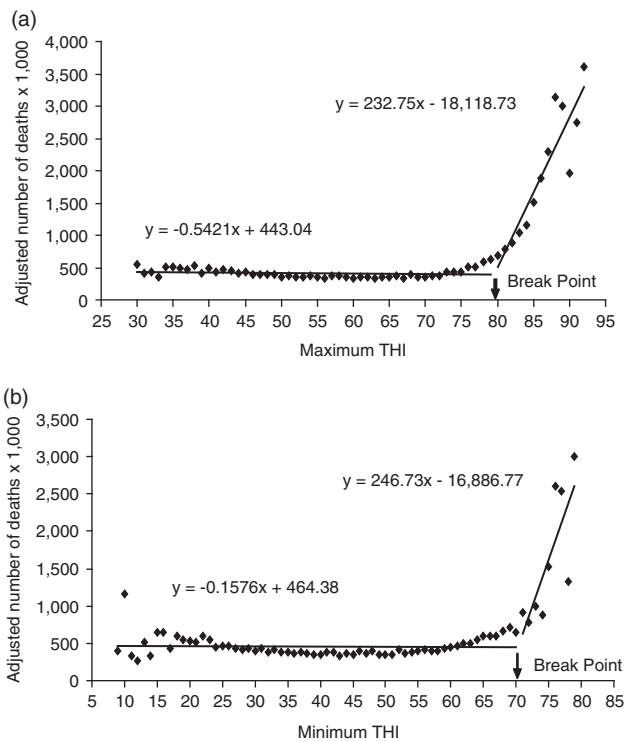 (a)
Adjusted number of deaths x 1,000
4,000
3,500
3,000
2,500
2,000
1,500
1,000
500
0
y = 232.75x - 18,118.73
y = -0.5421x + 443.04
Break Point
25 30 35 40 45 50 55 60 65 70 75 80 85 90 95
Maximum THI
(b)
Adjusted number of deaths x 1,000
3,500
3,000
2,500
2,000
1,500
1,000
500
0
y = 246.73x - 16,886.77
y = -0.1576x + 464.38
Break Point
5 10 15 20 25 30 35 40 45 50 55 60 65 70 75 80 85
Minimum THI